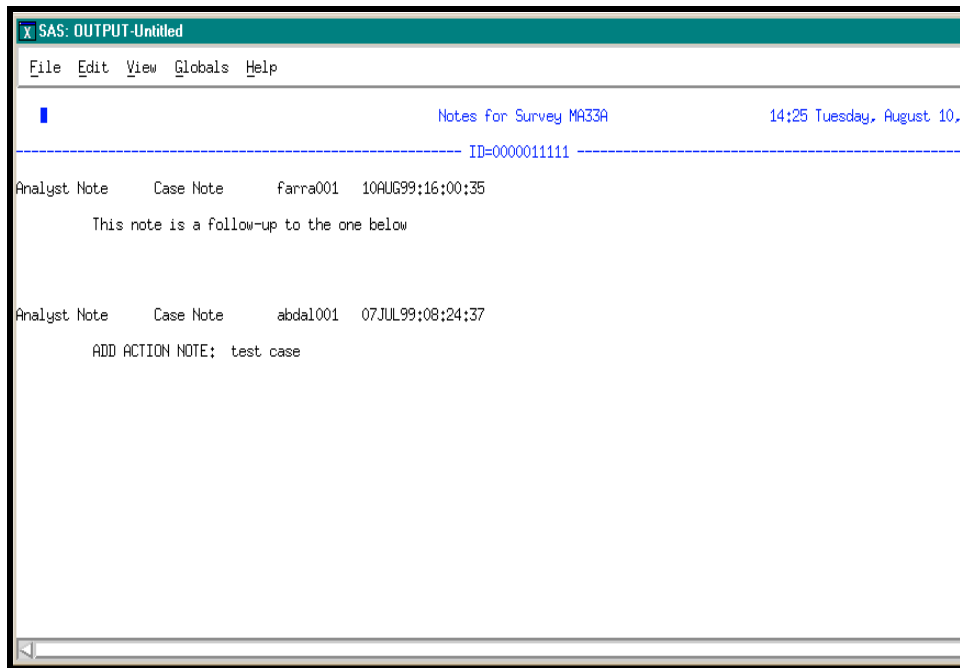 X SAS: OUTPUT-Untitled
File Edit View Globals Help
Notes for Survey MA33A 14:25 Tuesday, August 10,
---------------------------------------------------------- ID=0000011111 --------------------------------------------------
Analyst Note Case Note farra001 10AUG99:16:00:35
This note is a follow-up to the one below
Analyst Note Case Note abdal001 07JUL99:08:24:37
ADD ACTION NOTE: test case